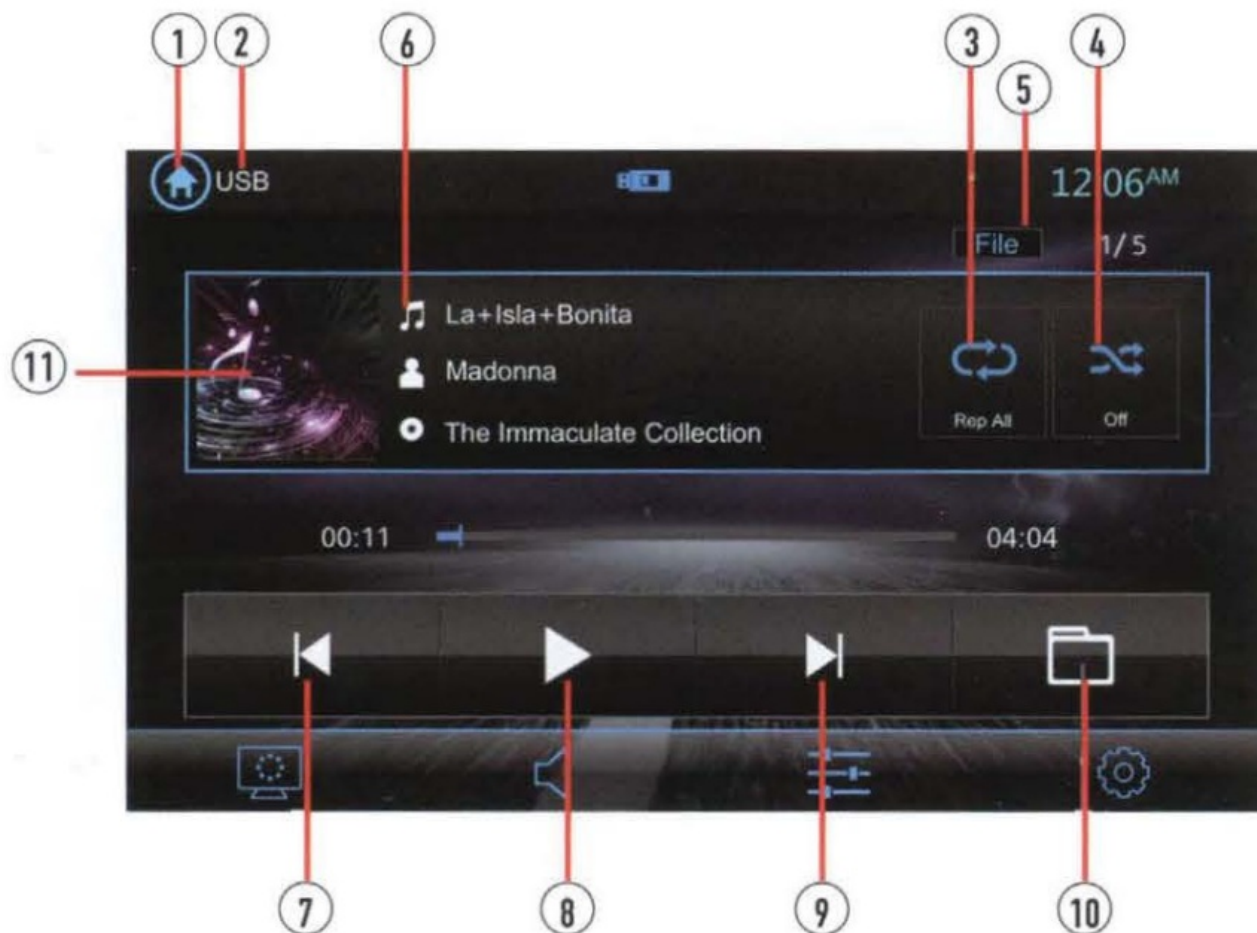 1 2 6 3 4
5
USB 12:06AM
File 1/5
La+Isla+Bonita
Madonna
11
The Immaculate Collection
Rep All Off
00:11 04:04
7 8 9 10